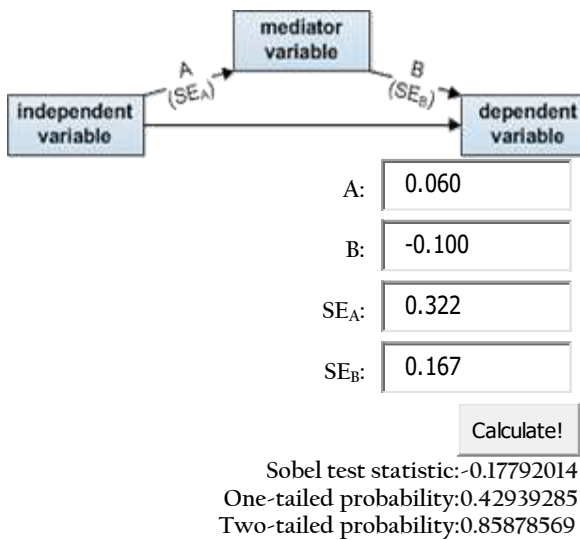 mediator
variable
A
(SEA)
B
(SEB)
independent
variable
dependent
variable
A: 0.060
B: -0.100
SEA: 0.322
SEB: 0.167
Calculate!
Sobel test statistic:-0.17792014
One-tailed probability:0.42939285
Two-tailed probability:0.85878569